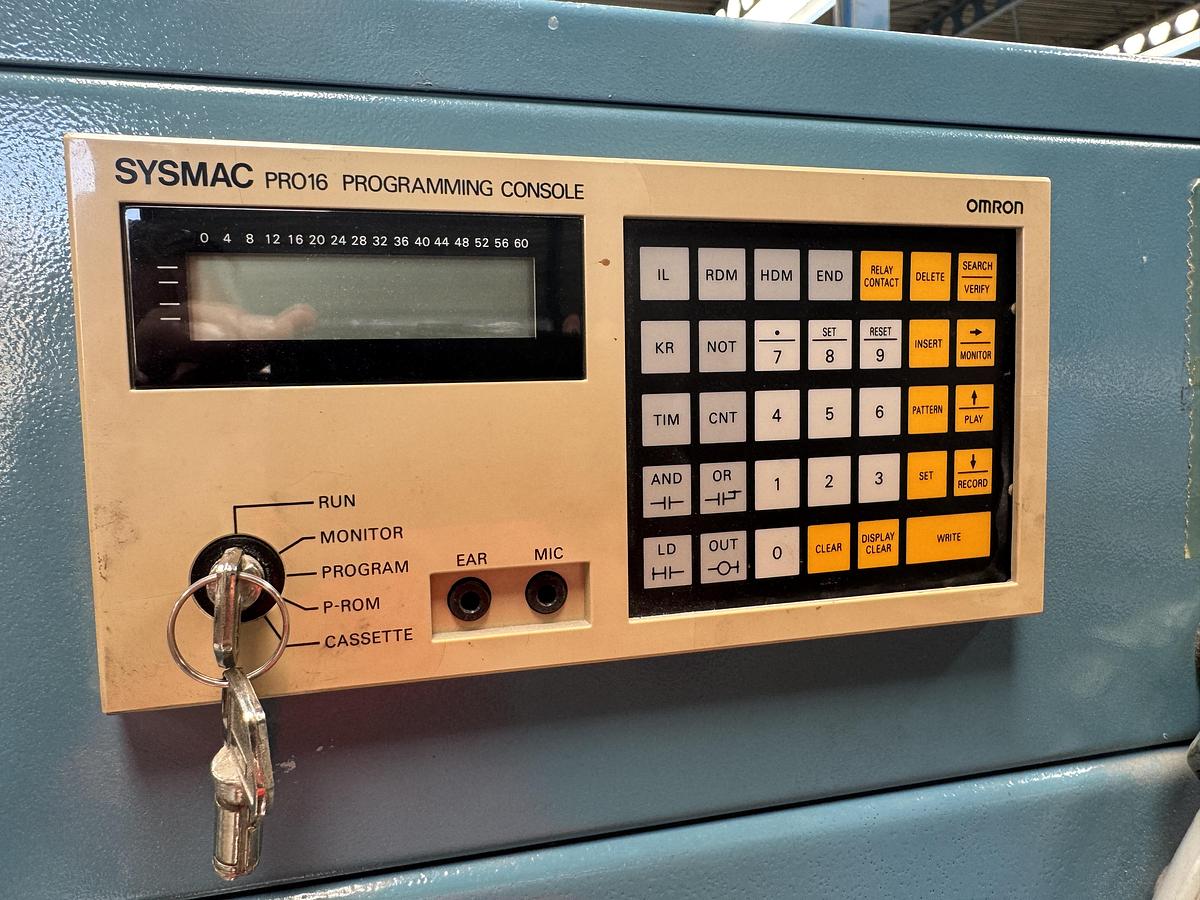 SYSMAC PRO16 PROGRAMMING CONSOLE
OMRON
0 4 8 12 16 20 24 28 32 36 40 44 48 52 56 60
RUN
MONITOR
PROGRAM
P-ROM
CASSETTE
EAR MIC
IL RDM HDM END RELAY CONTACT DELETE SEARCH VERIFY
KR NOT • 7 SET 8 RESET 9 INSERT → MONITOR
TIM CNT 4 5 6 PATTERN ↑ PLAY
AND OR 1 2 3 SET ↓ RECORD
LD OUT 0 CLEAR DISPLAY CLEAR WRITE